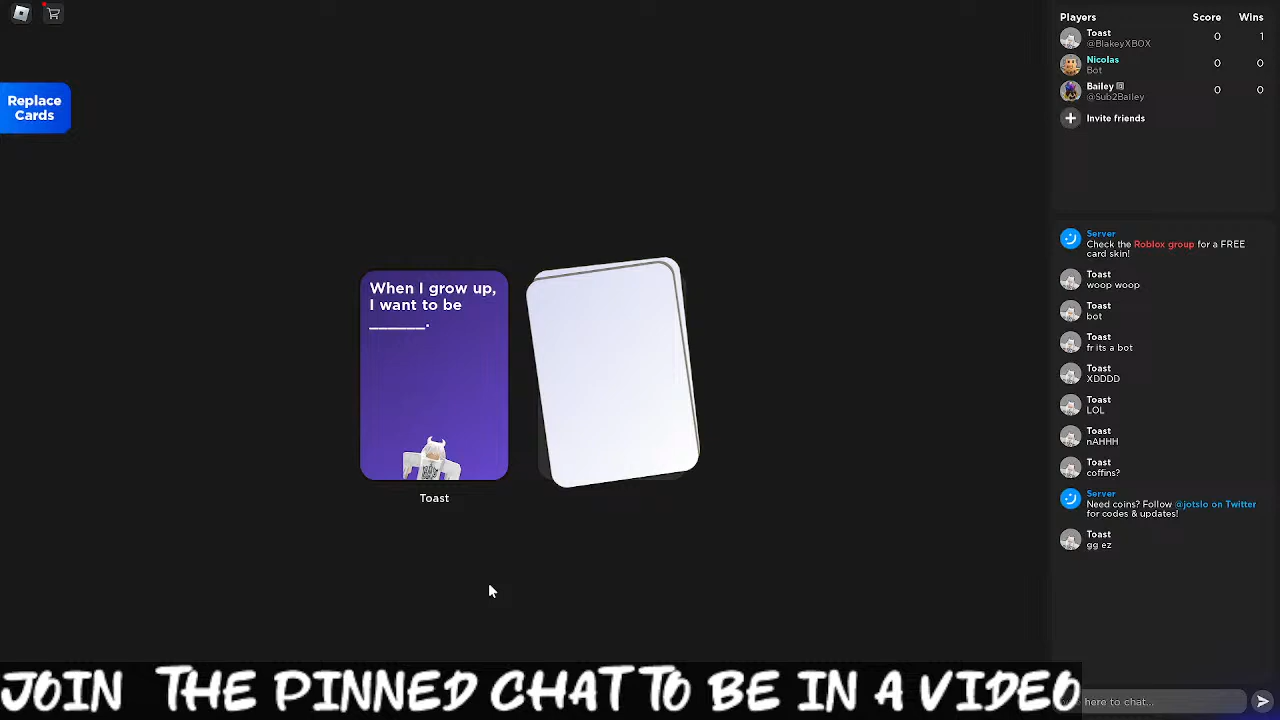 Replace
Cards
When I grow up,
I want to be
______.
Toast
Players Score Wins
Toast 0 1
@BlakeyXBOX
Nicolas 0 0
Bot
Bailey 0 0
@Sub2Bailey
+ Invite friends
Server
Check the Roblox group for a FREE
card skin!
Toast
woop woop
Toast
bot
Toast
fr its a bot
Toast
XDDDD
Toast
LOL
Toast
nAHHH
Toast
coffins?
Server
Need coins? Follow @jotslo on Twitter
for codes & updates!
Toast
gg ez
here to chat...
JOIN THE PINNED CHAT TO BE IN A VIDEO